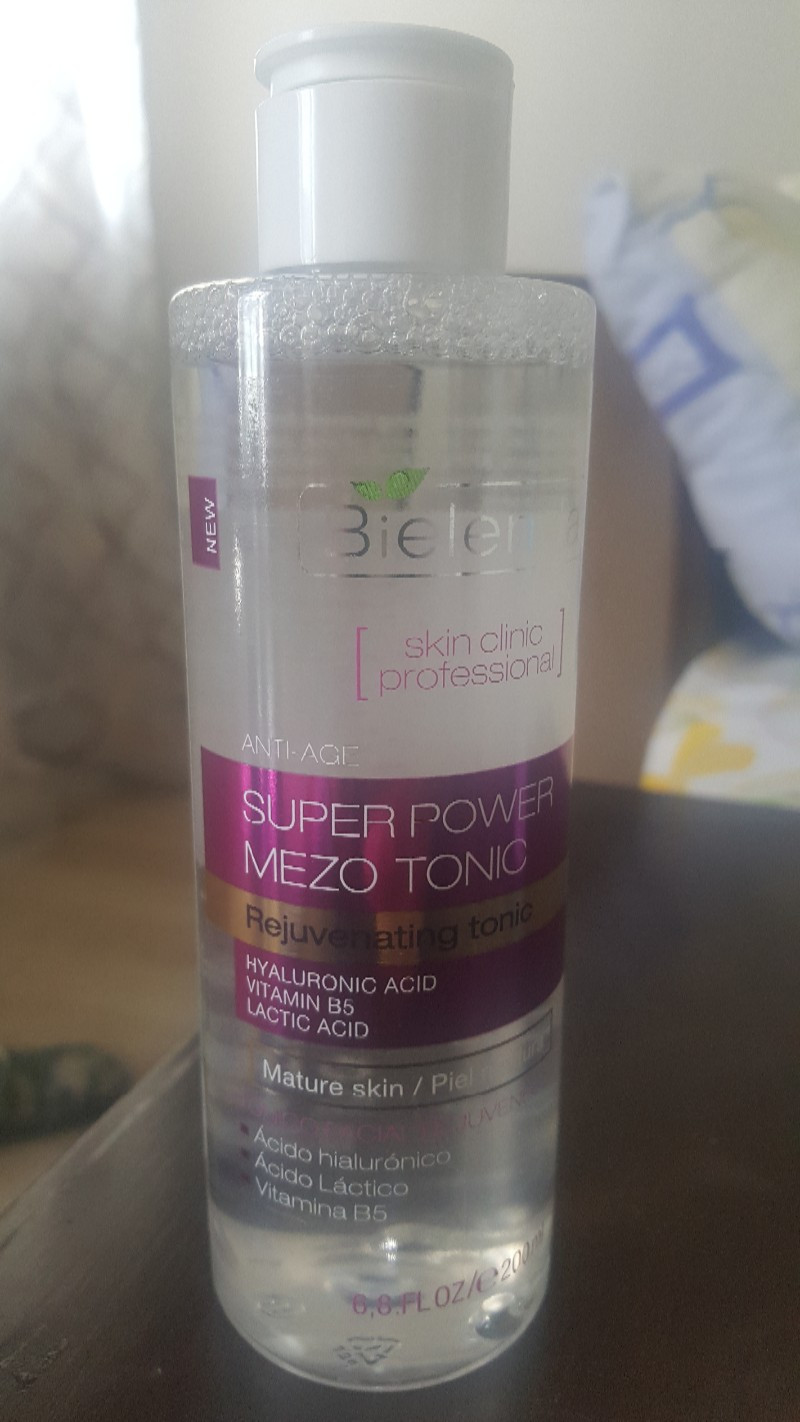 NEW
Bielen
[ skin clinic
professional ]
ANTI-AGE
SUPER POWER
MEZO TONIC
Rejuvenating tonic
HYALURONIC ACID
VITAMIN B5
LACTIC ACID
Mature skin / Piel
Ácido hialurónico
Ácido Láctico
Vitamina B5
6,8.FL OZ/℮200ml